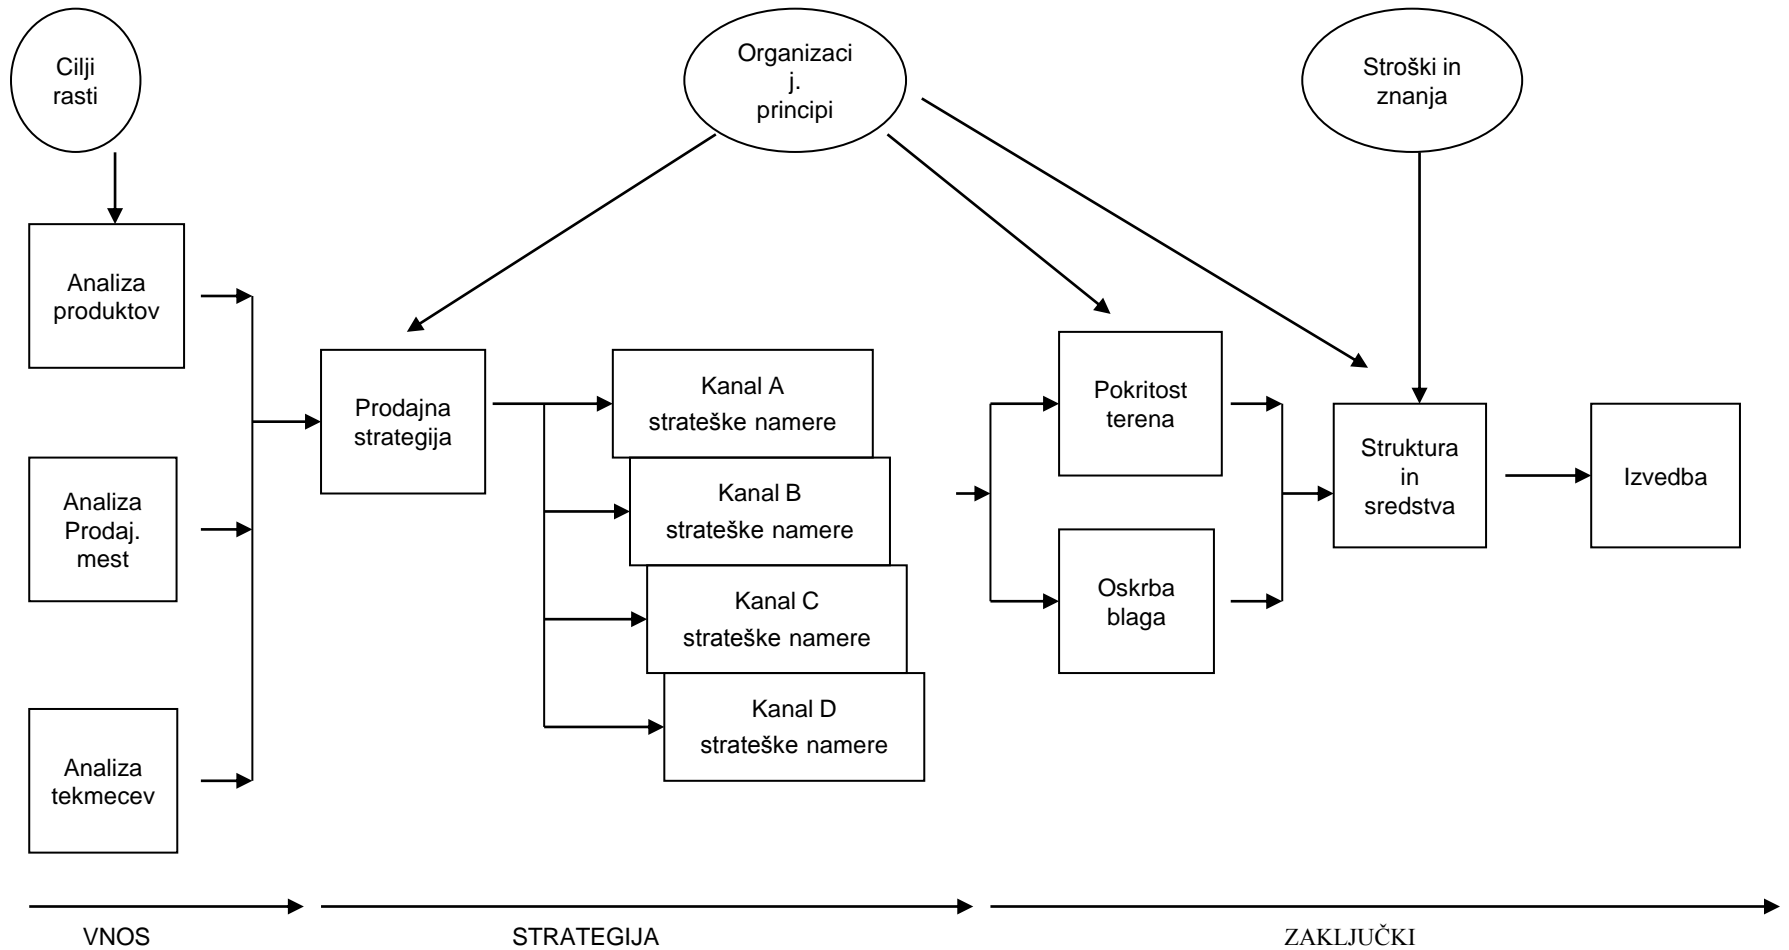 Cilji
rasti
Organizaci
j.
principi
Stroški in
znanja
Analiza
produktov
Analiza
Prodaj.
mest
Analiza
tekmecev
Prodajna
strategija
Kanal A
strateške namere
Kanal B
strateške namere
Kanal C
strateške namere
Kanal D
strateške namere
Pokritost
terena
Oskrba
blaga
Struktura
in
sredstva
Izvedba
VNOS
STRATEGIJA
ZAKLJUČKI